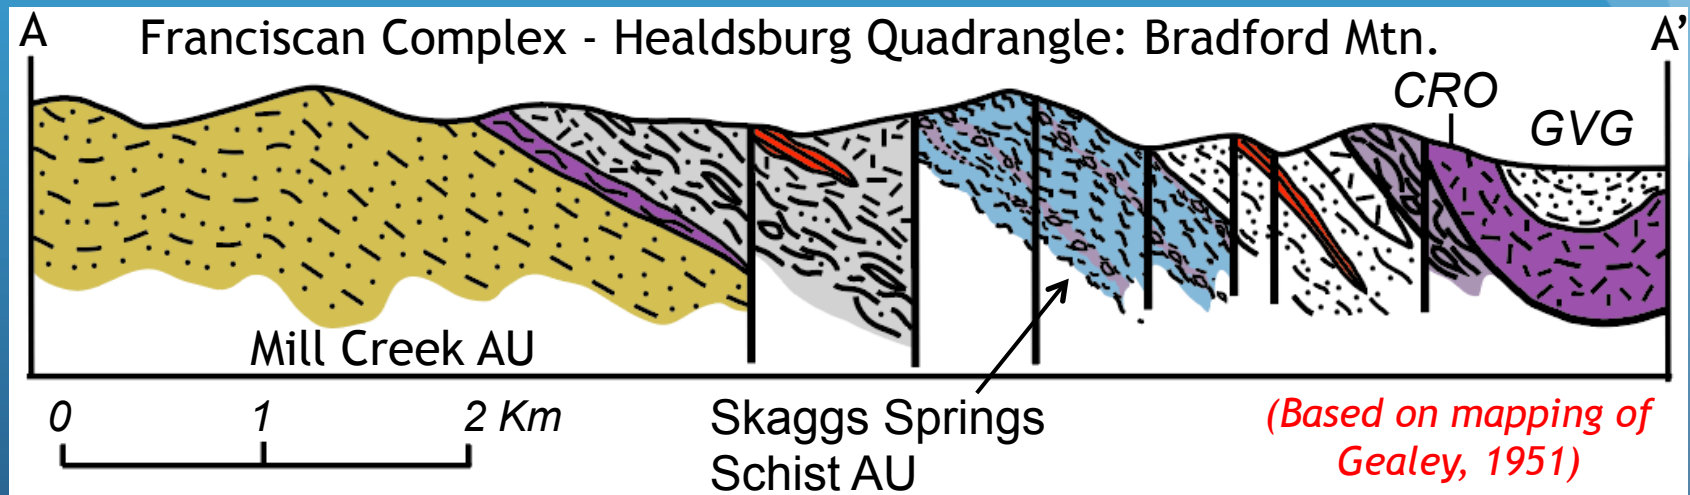 A
Franciscan Complex - Healdsburg Quadrangle: Bradford Mtn.
A’
CRO
GVG
Mill Creek AU
0 1 2 Km
Skaggs Springs
Schist AU
(Based on mapping of
Gealey, 1951)